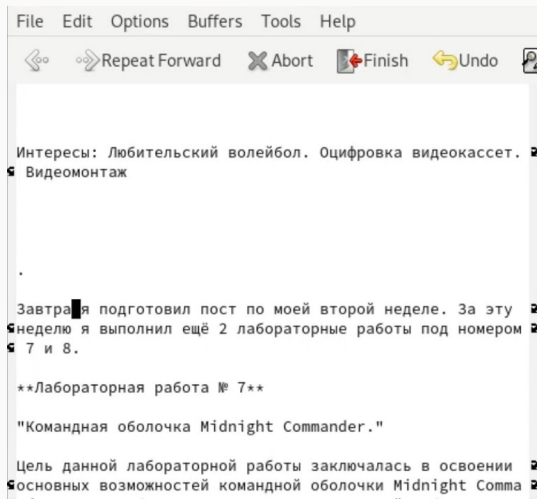 File Edit Options Buffers Tools Help
Repeat Forward Abort Finish Undo
Интересы: Любительский волейбол. Оцифровка видеокассет.
Видеомонтаж
.
Завтра я подготовил пост по моей второй неделе. За эту
неделю я выполнил ещё 2 лабораторные работы под номером
7 и 8.
**Лабораторная работа № 7**
"Командная оболочка Midnight Commander."
Цель данной лабораторной работы заключалась в освоении
основных возможностей командной оболочки Midnight Comma